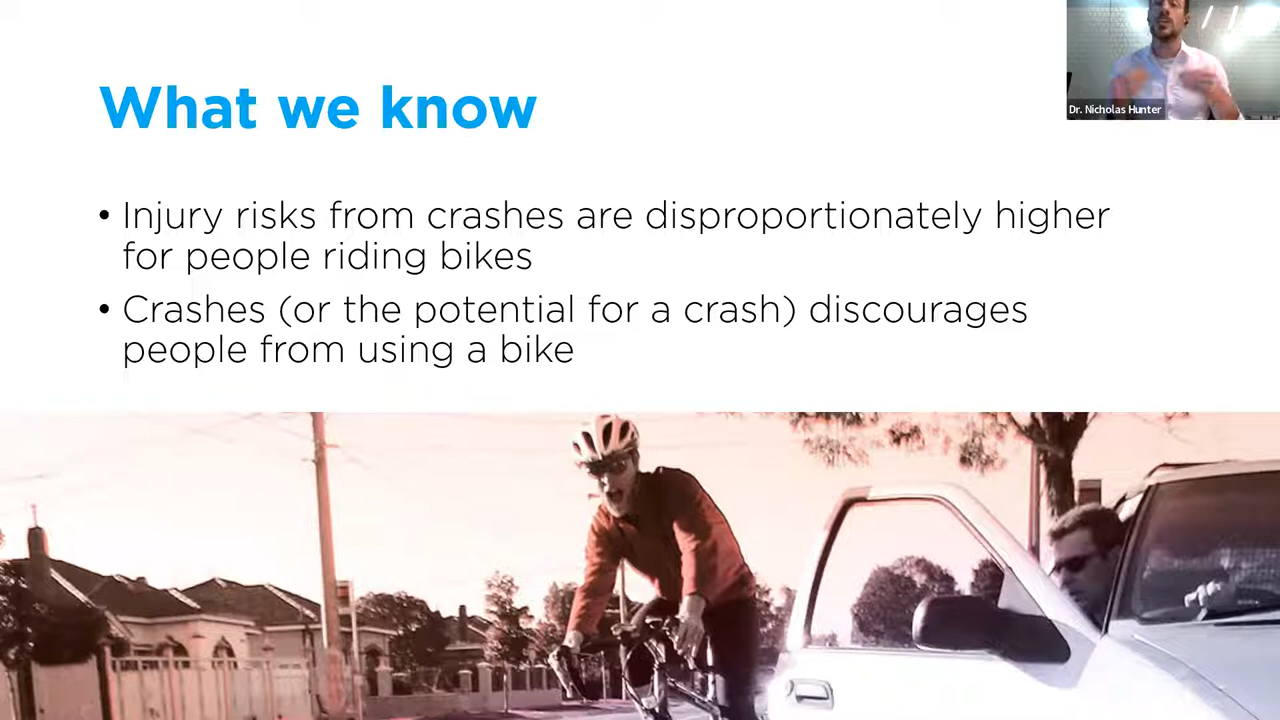 Dr. Nicholas Hunter
What we know
• Injury risks from crashes are disproportionately higher
for people riding bikes
• Crashes (or the potential for a crash) discourages
people from using a bike